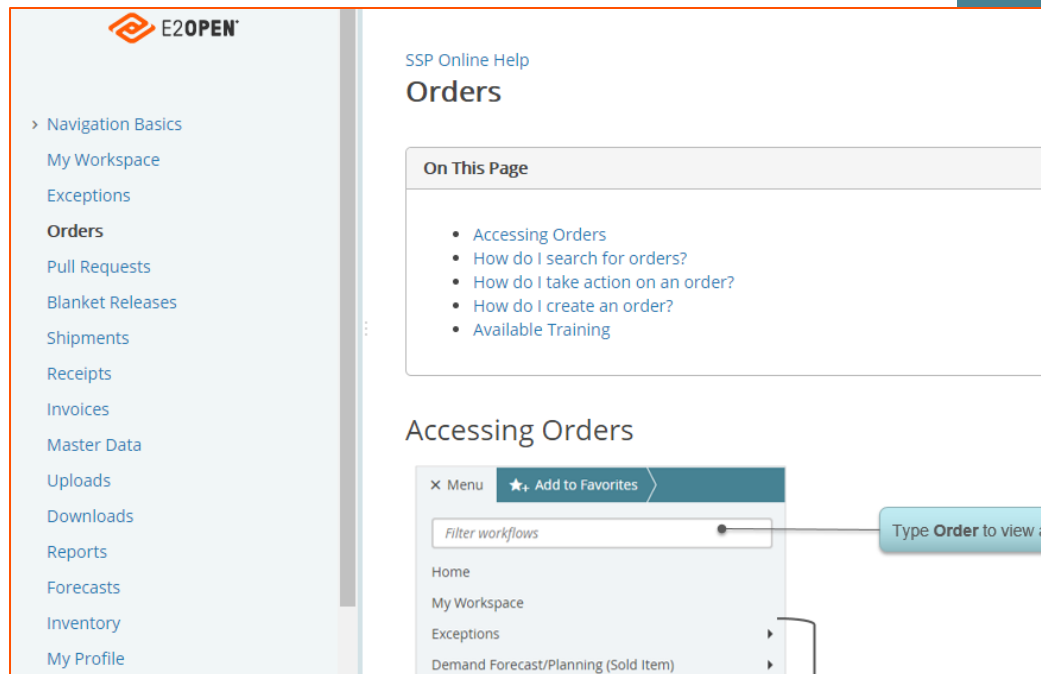 E2OPEN
Navigation Basics
My Workspace
Exceptions
Orders
Pull Requests
Blanket Releases
Shipments
Receipts
Invoices
Master Data
Uploads
Downloads
Reports
Forecasts
Inventory
My Profile
SSP Online Help
Orders
On This Page
Accessing Orders
How do I search for orders?
How do I take action on an order?
How do I create an order?
Available Training
Accessing Orders
Menu
Add to Favorites
Filter workflows
Type Order to view a
Home
My Workspace
Exceptions
Demand Forecast/Planning (Sold Item)